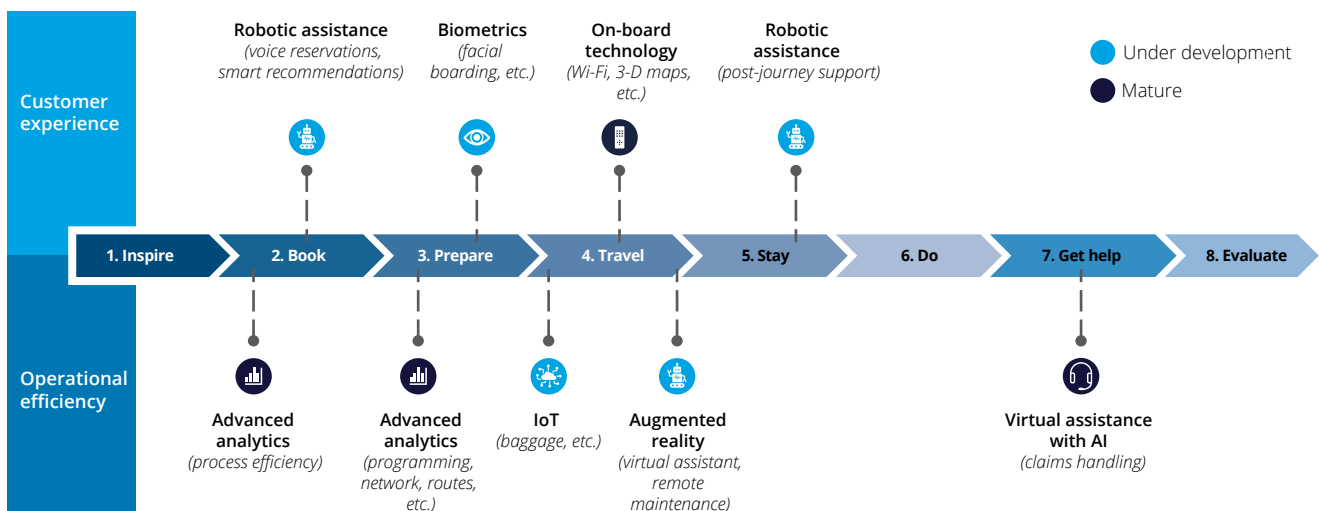 Robotic assistance
(voice reservations,
smart recommendations)
Biometrics
(facial
boarding, etc.)
On-board
technology
(Wi-Fi, 3-D maps,
etc.)
Robotic
assistance
(post-journey support)
Under development
Mature
Customer
experience
1. Inspire
2. Book
3. Prepare
4. Travel
5. Stay
6. Do
7. Get help
8. Evaluate
Operational
efficiency
Advanced
analytics
(process efficiency)
Advanced
analytics
(programming,
network, routes,
etc.)
IoT
(baggage, etc.)
Augmented
reality
(virtual assistant,
remote
maintenance)
Virtual assistance
with AI
(claims handling)